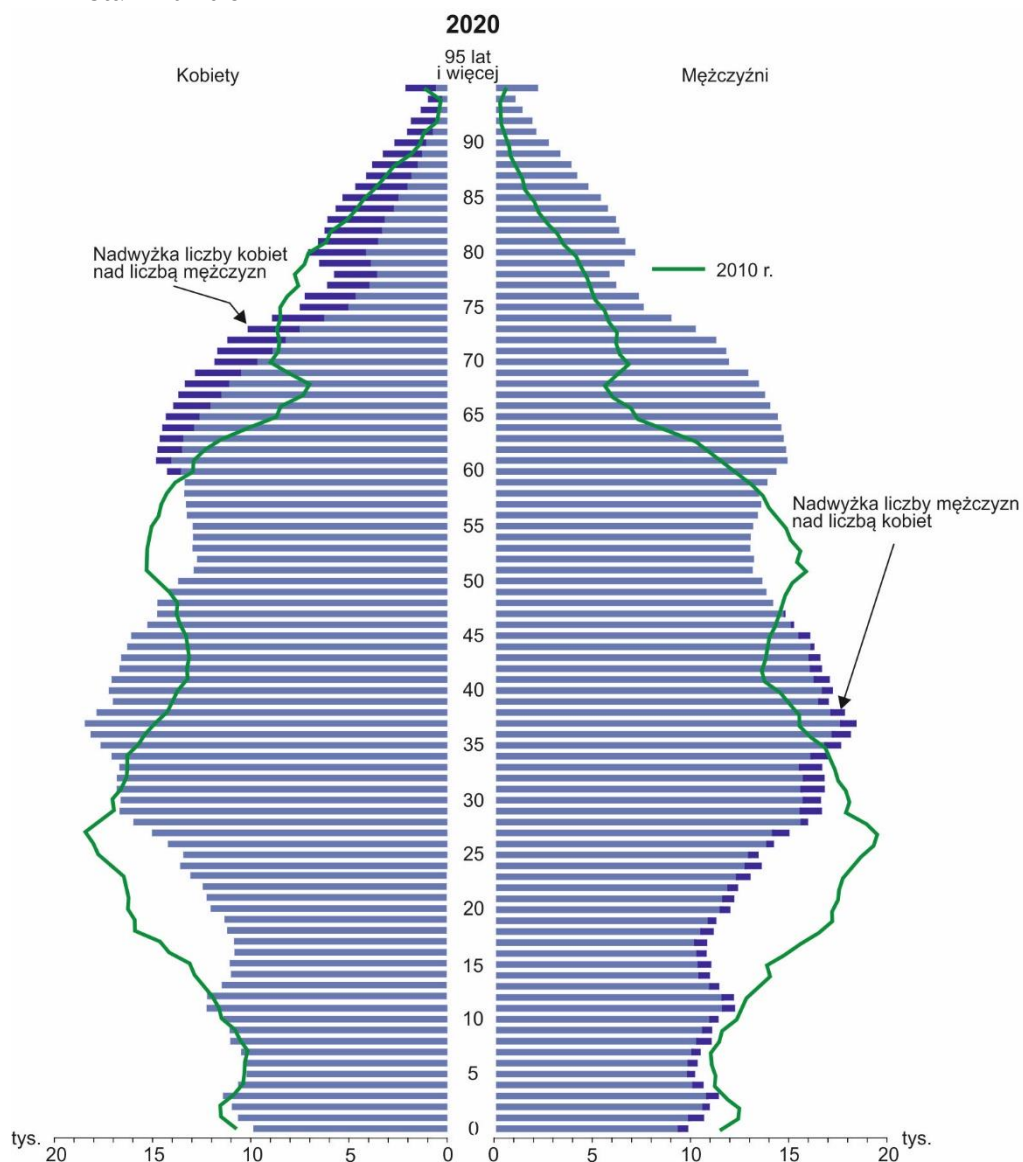 2020
95 lat
i więcej
Kobiety
Mężczyźni
90
85
80
Nadwyżka liczby kobiet
nad liczbą mężczyzn
2010 r.
75
70
65
60
Nadwyżka liczby mężczyzn
nad liczbą kobiet
55
50
45
40
35
30
25
20
15
10
5
0
tys.
20 15 10 5 0 5 10 15 20
tys.